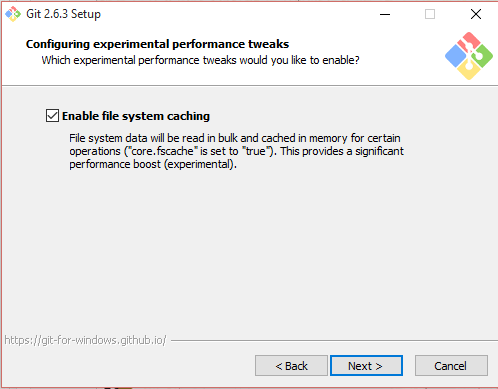 Git 2.6.3 Setup
Configuring experimental performance tweaks
Which experimental performance tweaks would you like to enable?
Enable file system caching
File system data will be read in bulk and cached in memory for certain
operations ("core.fscache" is set to "true"). This provides a significant
performance boost (experimental).
https://git-for-windows.github.io/
< Back
Next >
Cancel